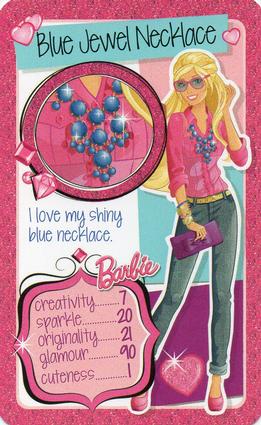 Blue Jewel Necklace
I love my shiny
blue necklace.
Barbie
creativity........7
sparkle..........20
originality......21
glamour........90
cuteness.........1